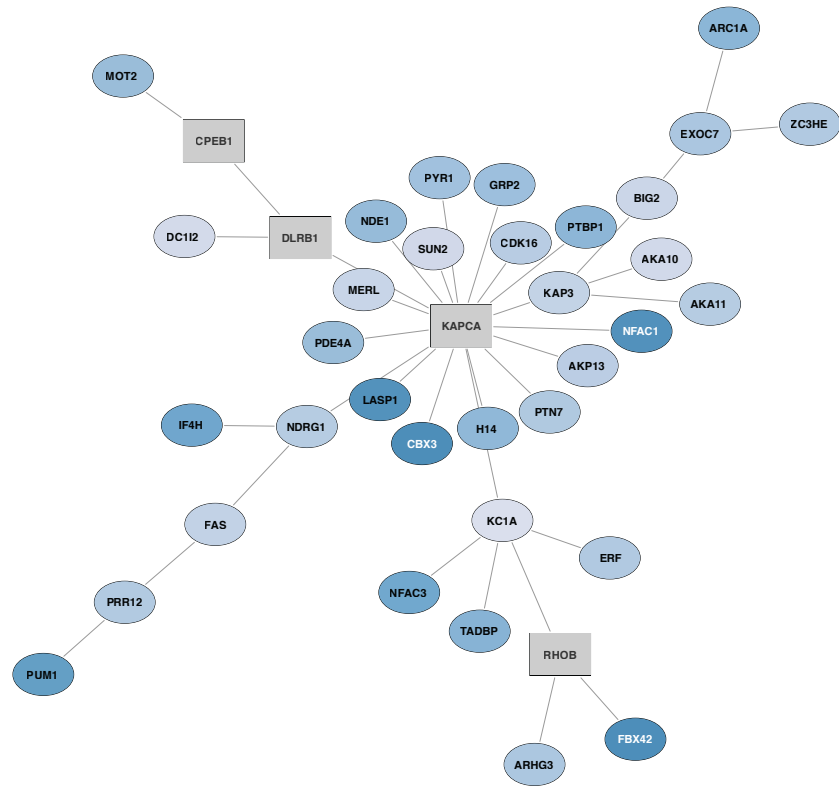 ARC1A
MOT2
ZC3HE
EXOC7
CPEB1
PYR1
GRP2
BIG2
NDE1
PTBP1
DC1I2
DLRB1
SUN2
CDK16
AKA10
MERL
KAP3
AKA11
KAPCA
NFAC1
PDE4A
AKP13
LASP1
PTN7
IF4H
NDRG1
H14
CBX3
FAS
KC1A
ERF
NFAC3
PRR12
TADBP
RHOB
PUM1
FBX42
ARHG3